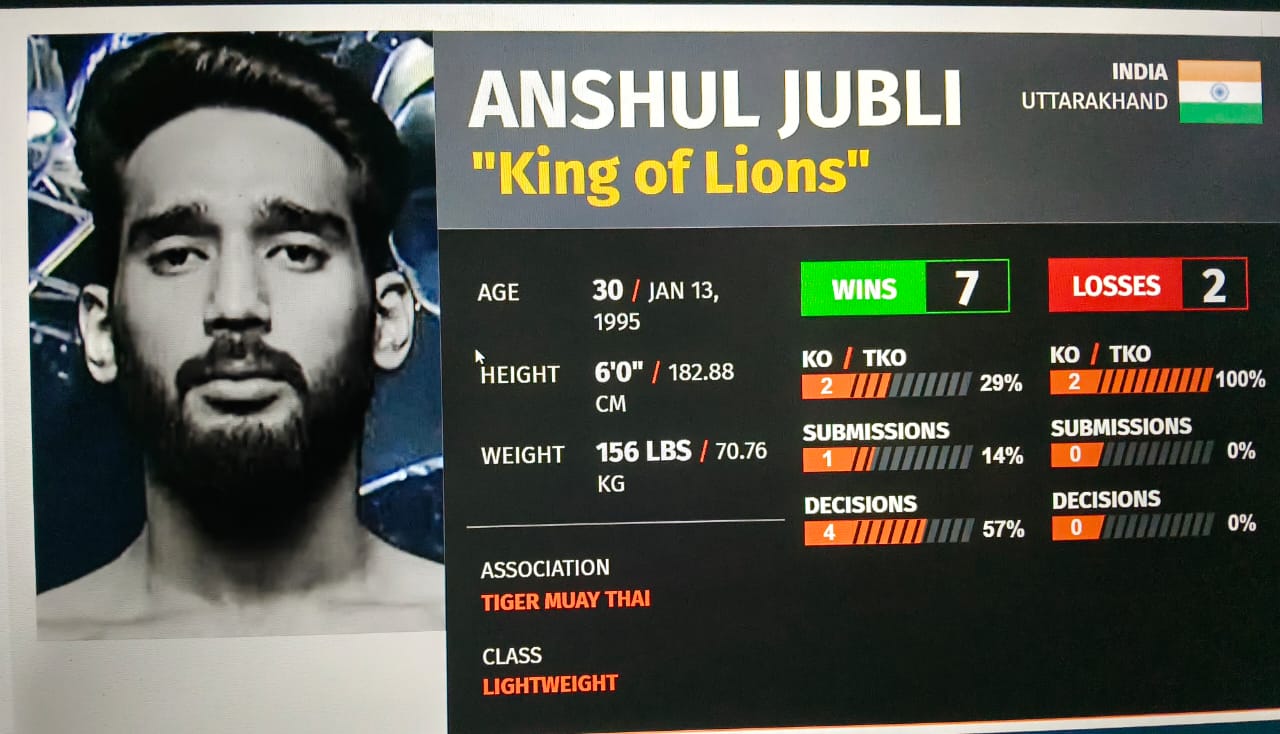 ANSHUL JUBLI
"King of Lions"
INDIA
UTTARAKHAND
AGE
30 / JAN 13,
1995
HEIGHT
6'0" / 182.88
CM
WEIGHT
156 LBS / 70.76
KG
ASSOCIATION
TIGER MUAY THAI
CLASS
LIGHTWEIGHT
WINS 7
KO / TKO
2 29%
SUBMISSIONS
1 14%
DECISIONS
4 57%
LOSSES 2
KO / TKO
2 100%
SUBMISSIONS
0 0%
DECISIONS
0 0%